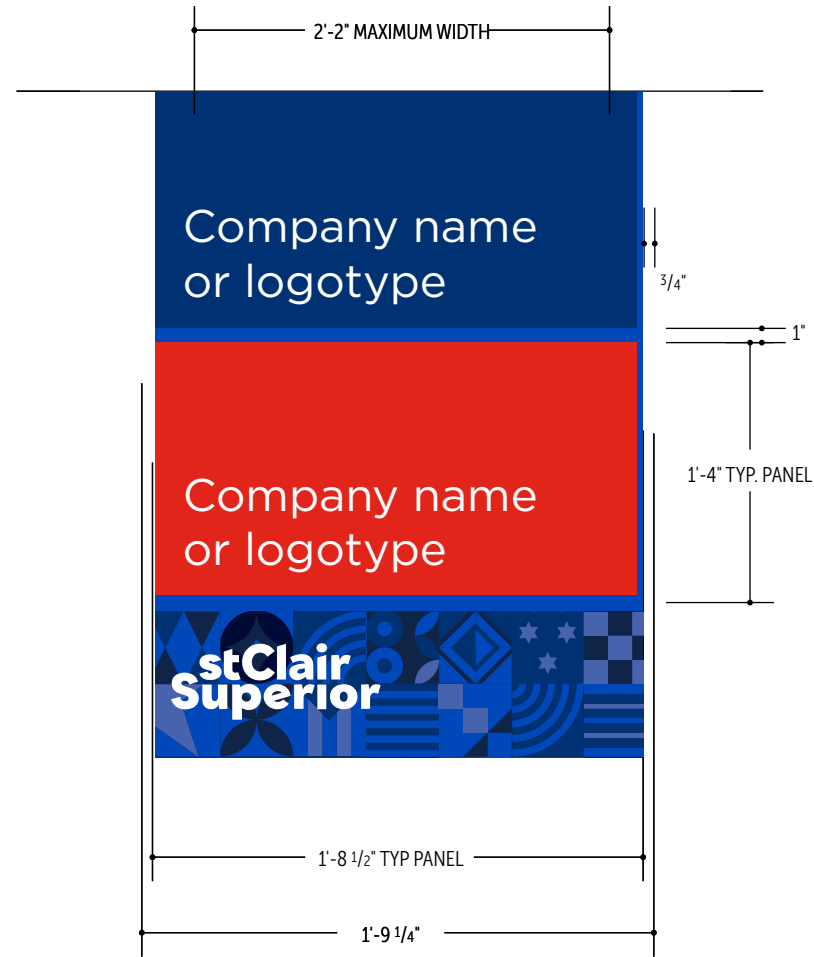 2'-2" MAXIMUM WIDTH
Company name
or logotype
3/4"
1"
Company name
or logotype
1'-4" TYP. PANEL
stClair
Superior
1'-8 1/2" TYP PANEL
1'-9 1/4"